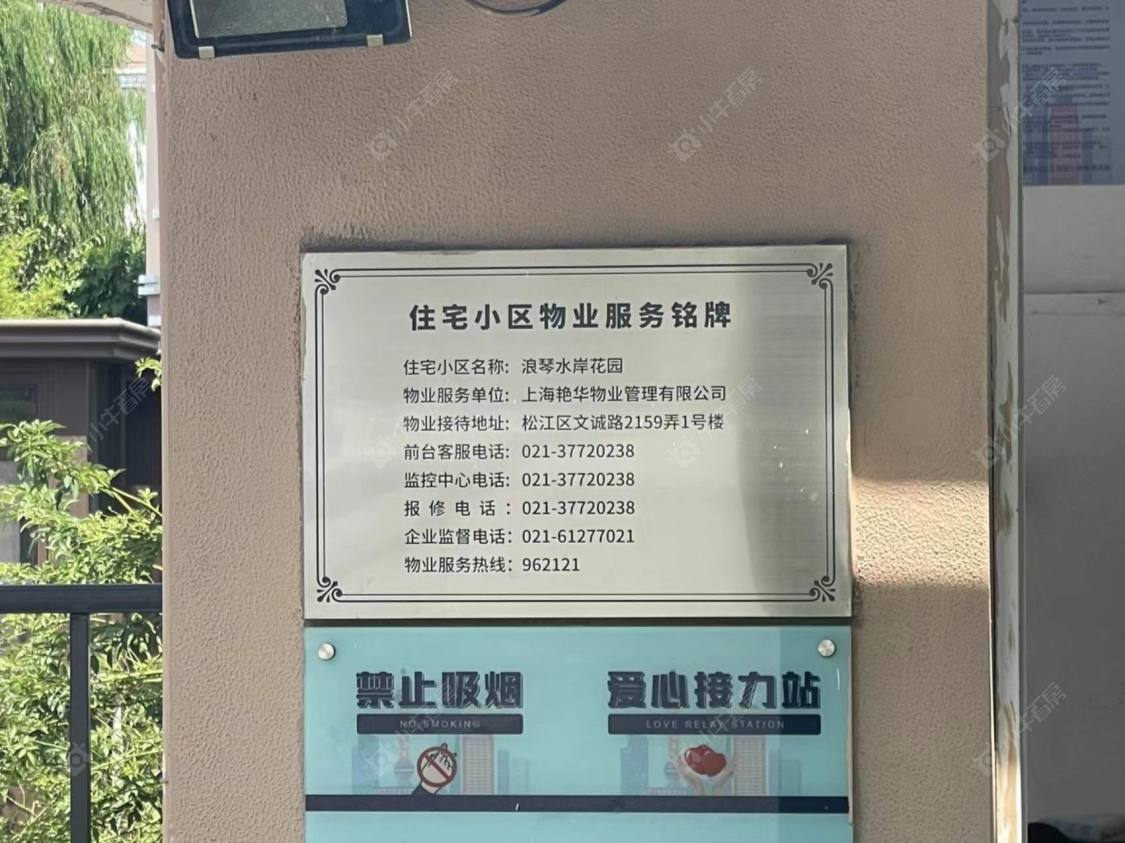 住宅小区物业服务铭牌
住宅小区名称：浪琴水岸花园
物业服务单位：上海艳华物业管理有限公司
物业接待地址：松江区文诚路2159弄1号楼
前台客服电话：021-37720238
监控中心电话：021-37720238
报修电话：021-37720238
企业监督电话：021-61277021
物业服务热线：962121
禁止吸烟 爱心接力站
NO SMOKING LOVE RELAY STATION
小牛看房